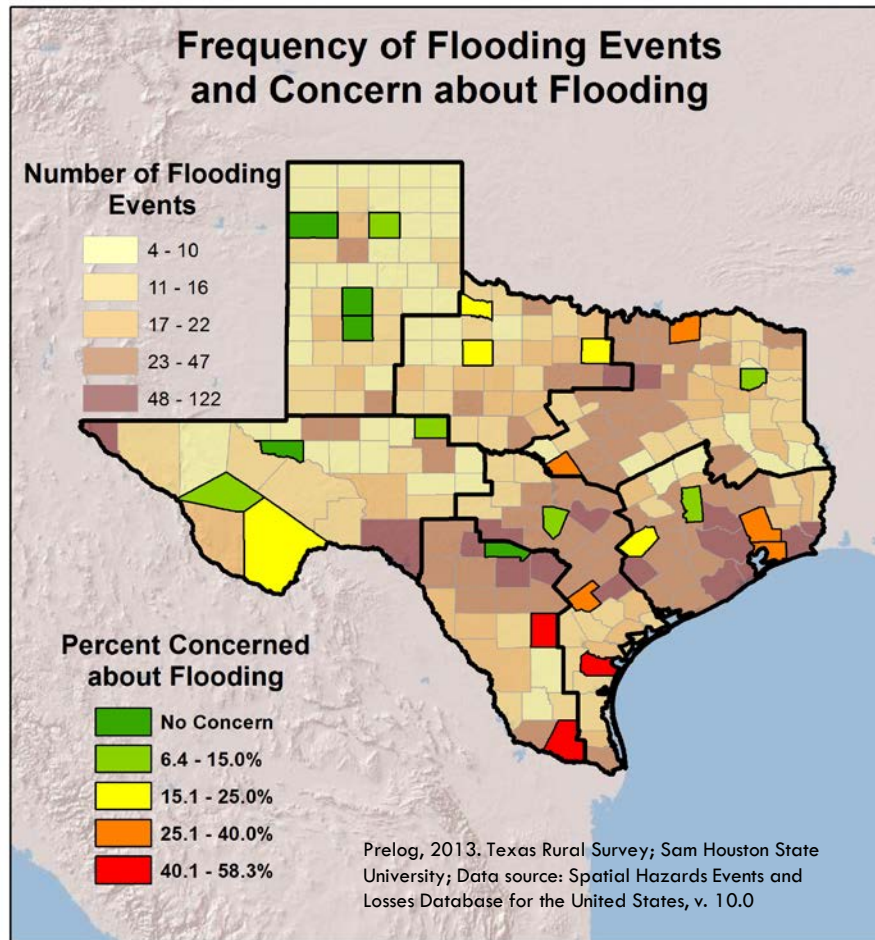 Frequency of Flooding Events
and Concern about Flooding
Number of Flooding
Events
4 - 10
11 - 16
17 - 22
23 - 47
48 - 122
Percent Concerned
about Flooding
No Concern
6.4 - 15.0%
15.1 - 25.0%
25.1 - 40.0%
40.1 - 58.3%
Prelog, 2013. Texas Rural Survey; Sam Houston State
University; Data source: Spatial Hazards Events and
Losses Database for the United States, v. 10.0